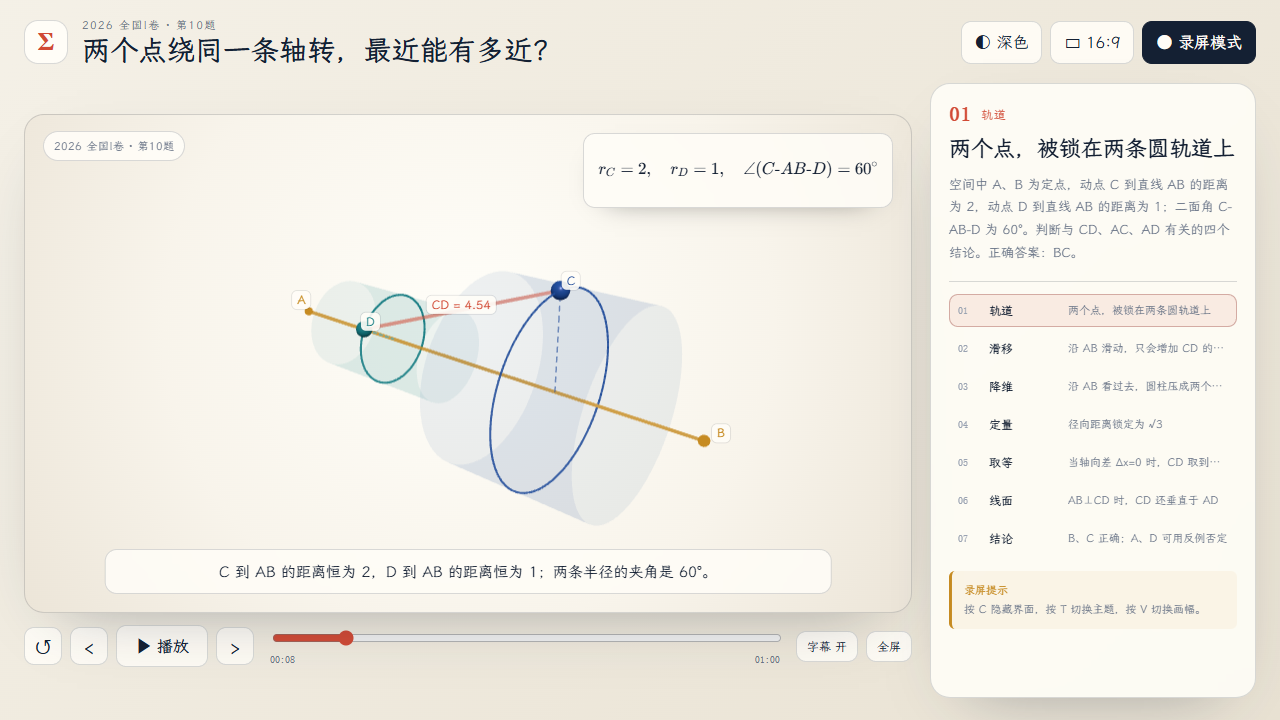 Σ
2026 全国Ⅰ卷 · 第10题
两个点绕同一条轴转，最近能有多近？
深色
16:9
录屏模式
2026 全国Ⅰ卷 · 第10题
r_C = 2, r_D = 1, ∠(C-AB-D) = 60°
A
D
CD = 4.54
C
B
C 到 AB 的距离恒为 2，D 到 AB 的距离恒为 1；两条半径的夹角是 60°。
↺
<
▶ 播放
>
00:08
01:00
字幕 开
全屏
01 轨道
两个点，被锁在两条圆轨道上
空间中 A、B 为定点，动点 C 到直线 AB 的距离
为 2，动点 D 到直线 AB 的距离为 1；二面角 C-
AB-D 为 60°。判断与 CD、AC、AD 有关的四个
结论。正确答案：BC。
01 轨道 两个点，被锁在两条圆轨道上
02 滑移 沿 AB 滑动，只会增加 CD 的…
03 降维 沿 AB 看过去，圆柱压成两个…
04 定量 径向距离锁定为 √3
05 取等 当轴向差 Δx=0 时，CD 取到…
06 线面 AB⊥CD 时，CD 还垂直于 AD
07 结论 B、C 正确；A、D 可用反例否定
录屏提示
按 C 隐藏界面，按 T 切换主题，按 V 切换画幅。